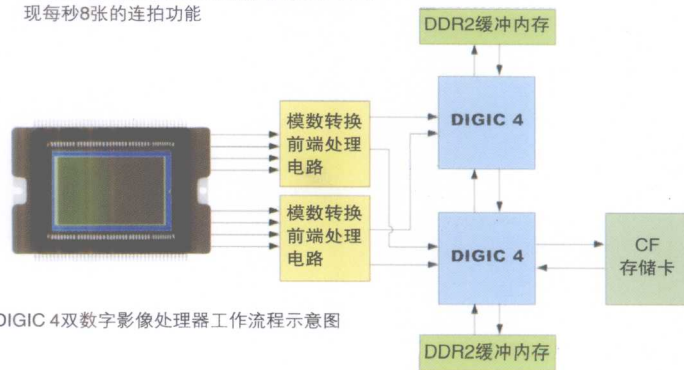 现每秒8张的连拍功能
DDR2缓冲内存
模数转换
前端处理
电路
DIGIC 4
模数转换
前端处理
电路
DIGIC 4
CF
存储卡
DIGIC 4双数字影像处理器工作流程示意图
DDR2缓冲内存